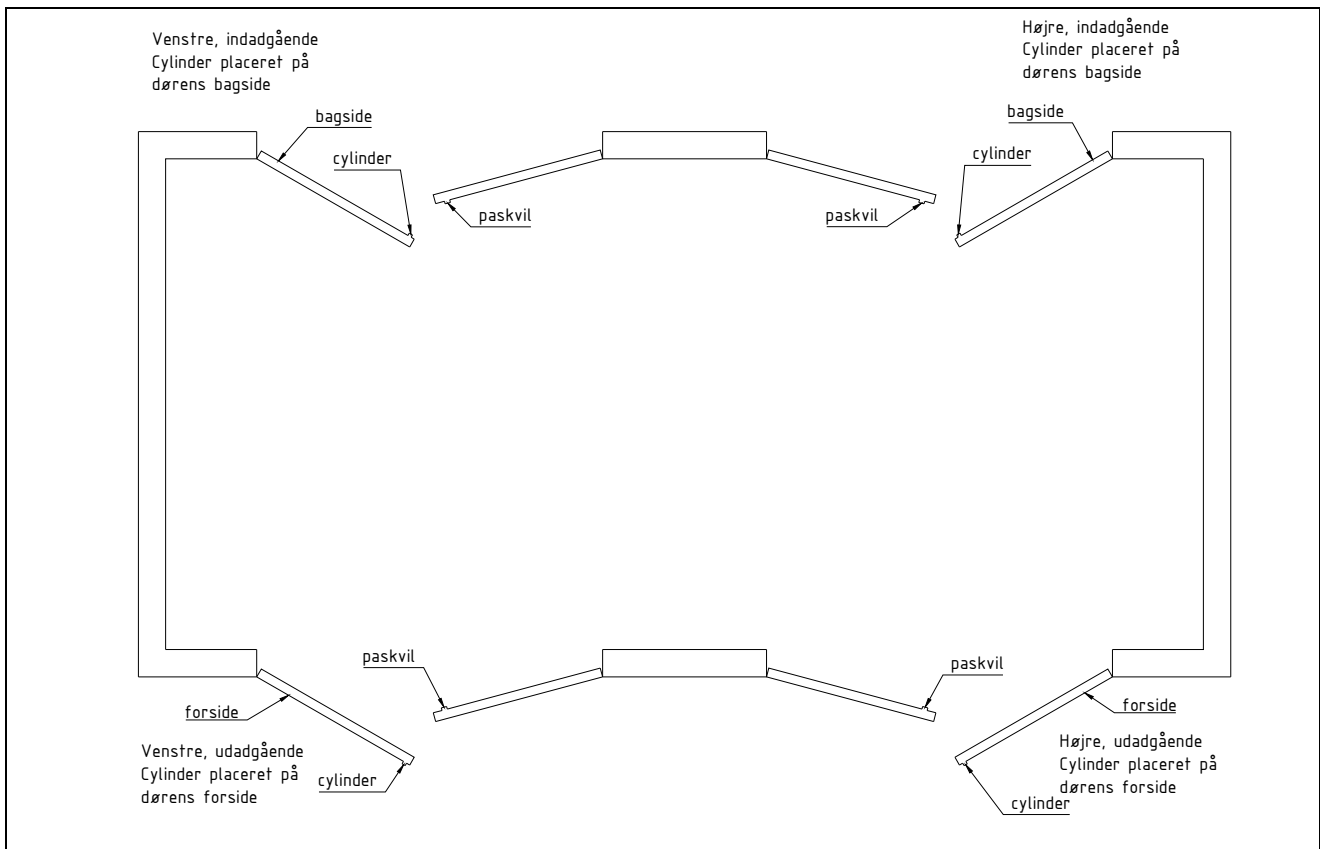 Venstre, indadgående
Cylinder placeret på
dørens bagside
Højre, indadgående
Cylinder placeret på
dørens bagside
bagside
cylinder
paskvil
paskvil
bagside
cylinder
paskvil
paskvil
forside
Venstre, udadgående
Cylinder placeret på
dørens forside
cylinder
forside
Højre, udadgående
Cylinder placeret på
dørens forside
cylinder